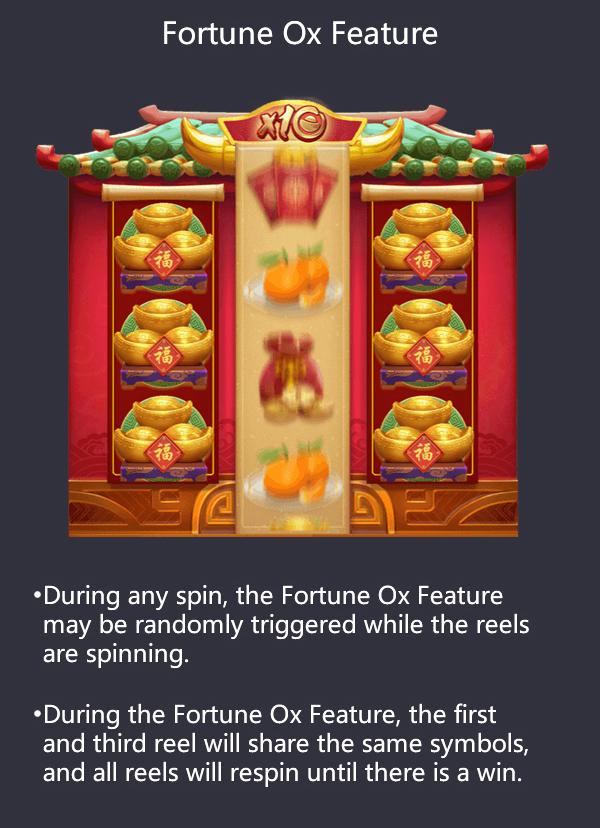 Fortune Ox Feature
x10
福 福
福 福
福 福
•During any spin, the Fortune Ox Feature
may be randomly triggered while the reels
are spinning.
•During the Fortune Ox Feature, the first
and third reel will share the same symbols,
and all reels will respin until there is a win.